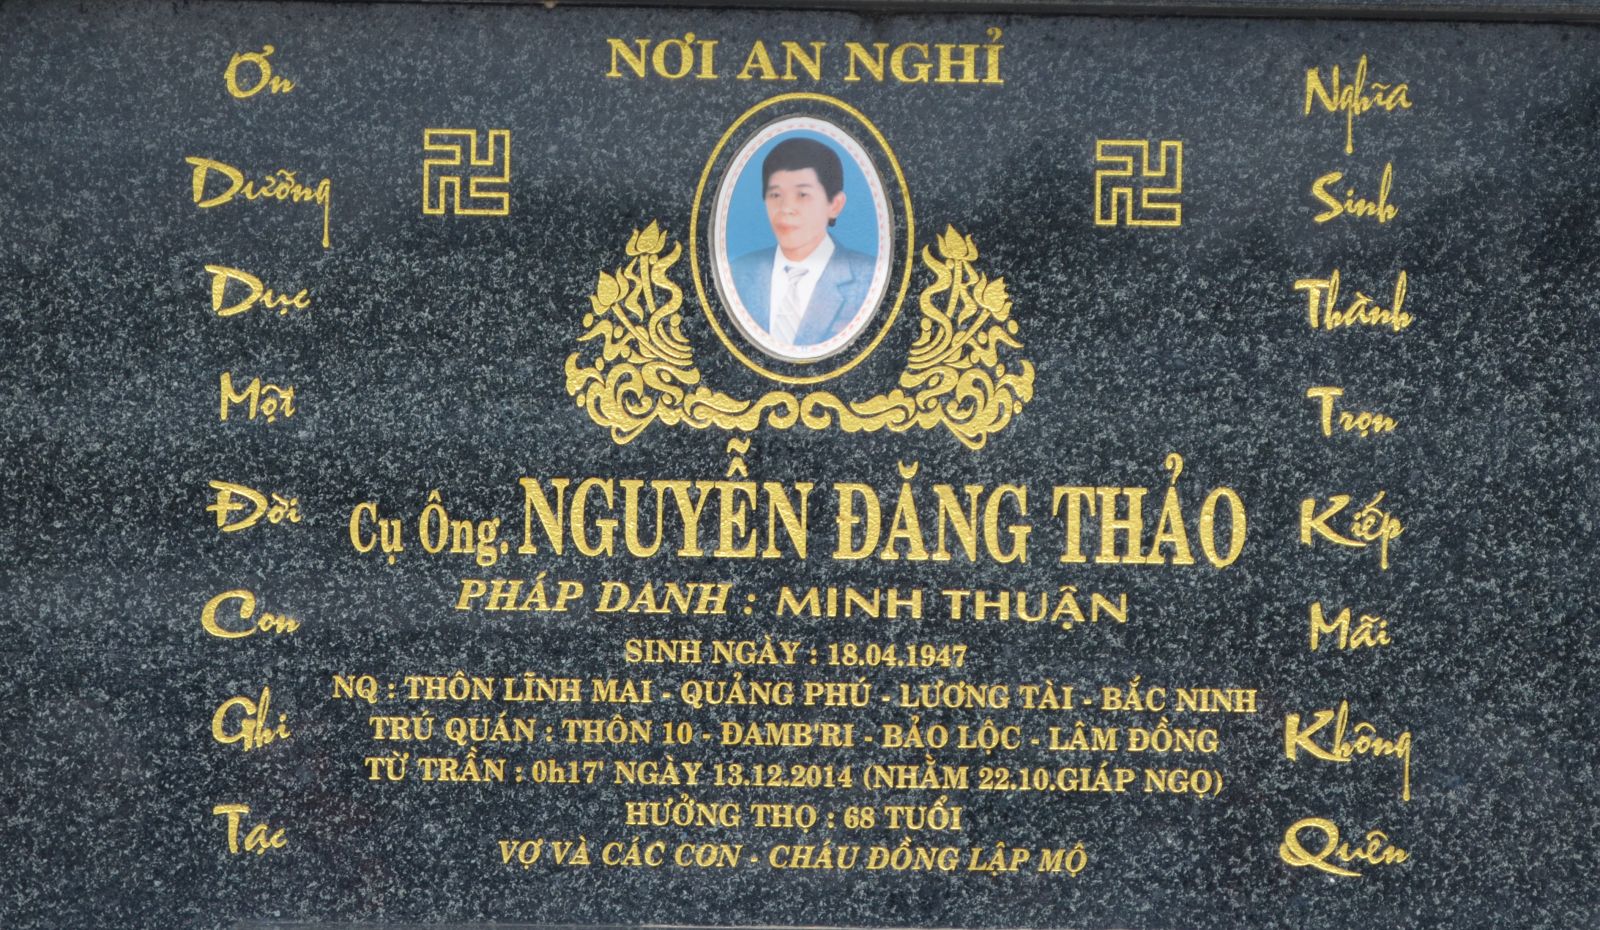 NƠI AN NGHỈ
Ơn
Dưỡng
Dục
Một
Đời
Con
Ghi
Tạc
Nghĩa
Sinh
Thành
Trọn
Kiếp
Mãi
Không
Quên
Cụ Ông. NGUYỄN ĐĂNG THẢO
PHÁP DANH : MINH THUẬN
SINH NGÀY : 18.04.1947
NQ : THÔN LĨNH MAI - QUẢNG PHÚ - LƯƠNG TÀI - BẮC NINH
TRÚ QUÁN : THÔN 10 - ĐAMB'RI - BẢO LỘC - LÂM ĐỒNG
TỪ TRẦN : 0h17' NGÀY 13.12.2014 (NHẰM 22.10.GIÁP NGỌ)
HƯỞNG THỌ : 68 TUỔI
VỢ VÀ CÁC CON - CHÁU ĐỒNG LẬP MỘ